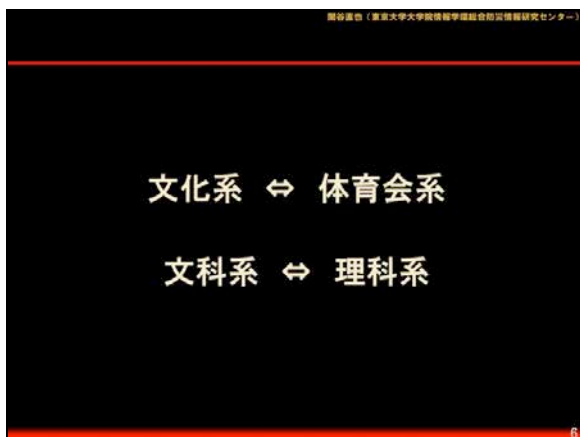 関谷直也（東京大学大学院情報学環総合防災情報研究センター）
文化系 ⇔ 体育会系
文科系 ⇔ 理科系
6